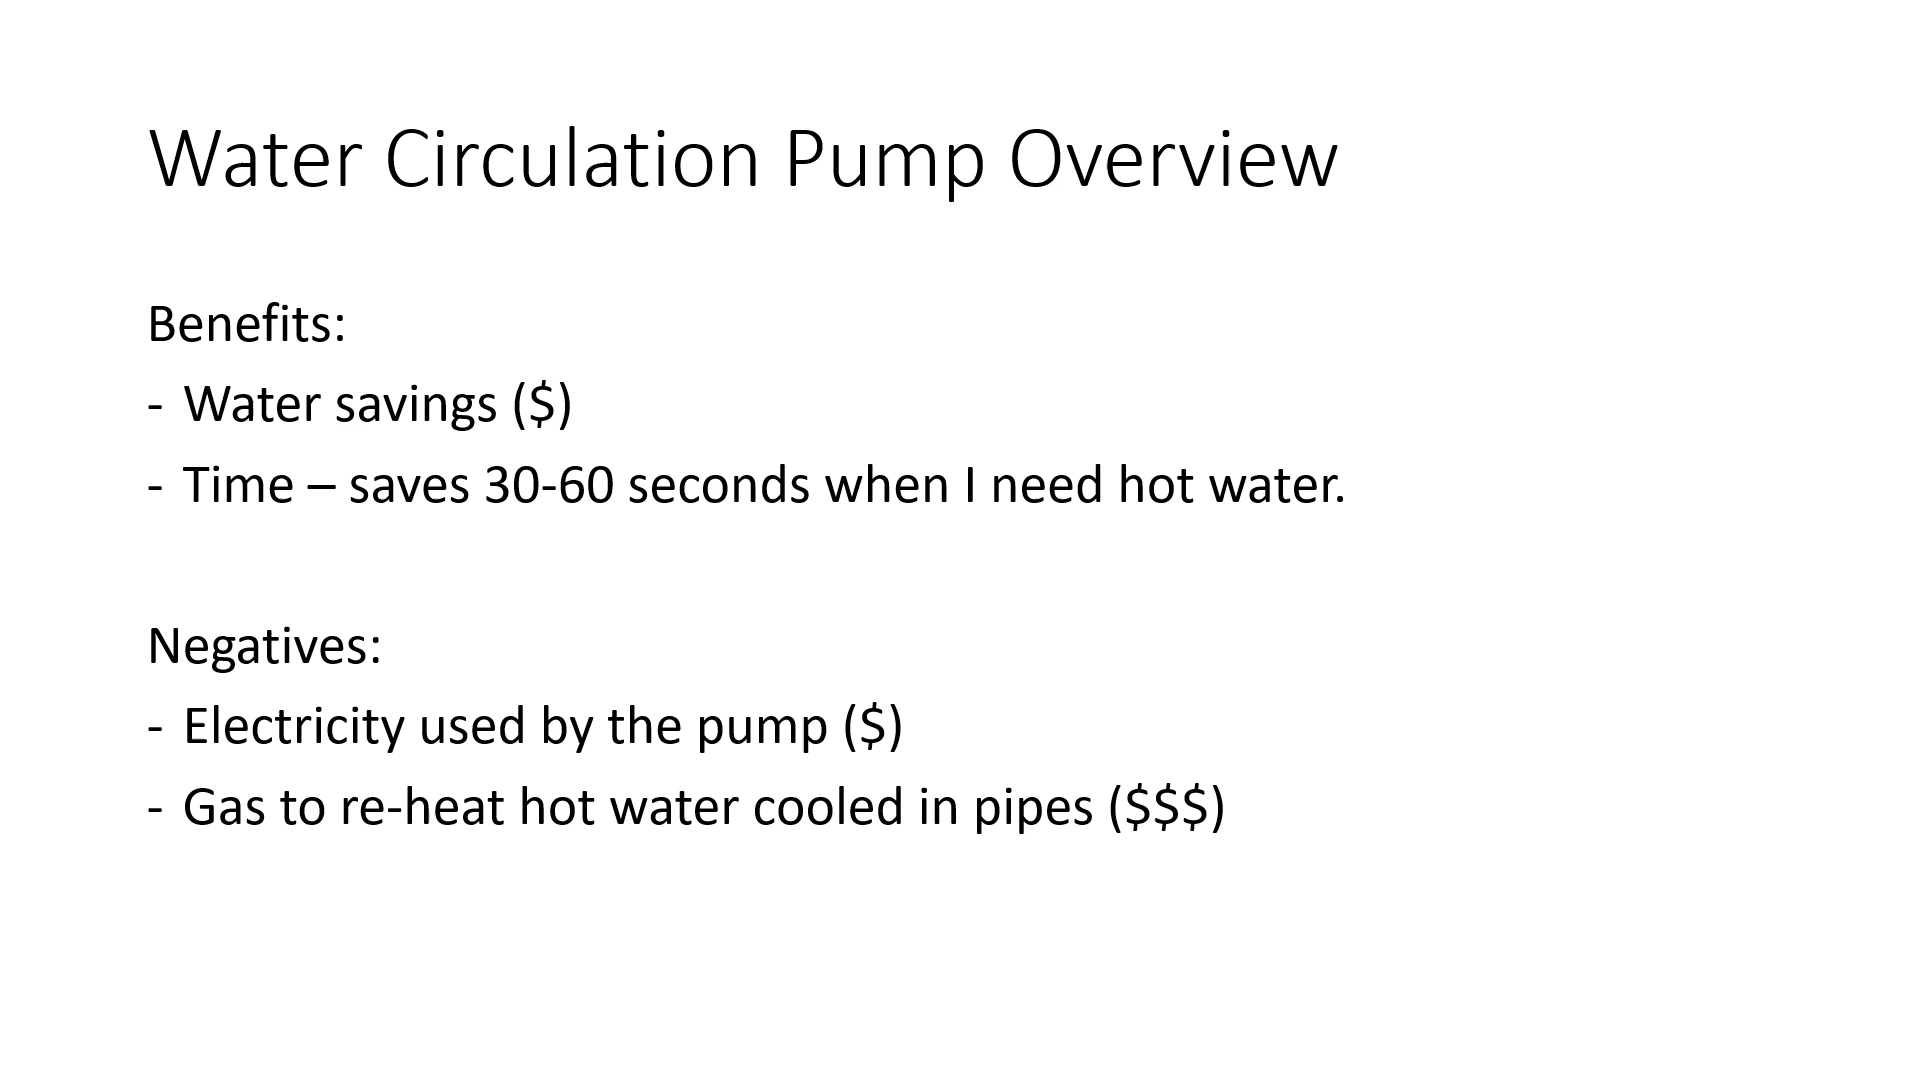 Water Circulation Pump Overview
Benefits:
- Water savings ($)
- Time – saves 30-60 seconds when I need hot water.
Negatives:
- Electricity used by the pump ($)
- Gas to re-heat hot water cooled in pipes ($$$)